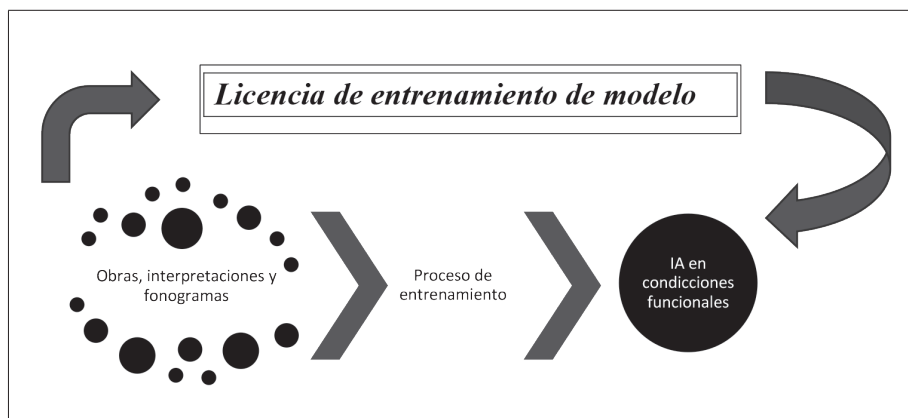 Licencia de entrenamiento de modelo
Obras, interpretaciones y
fonogramas
Proceso de
entrenamiento
IA en
condicciones
funcionales